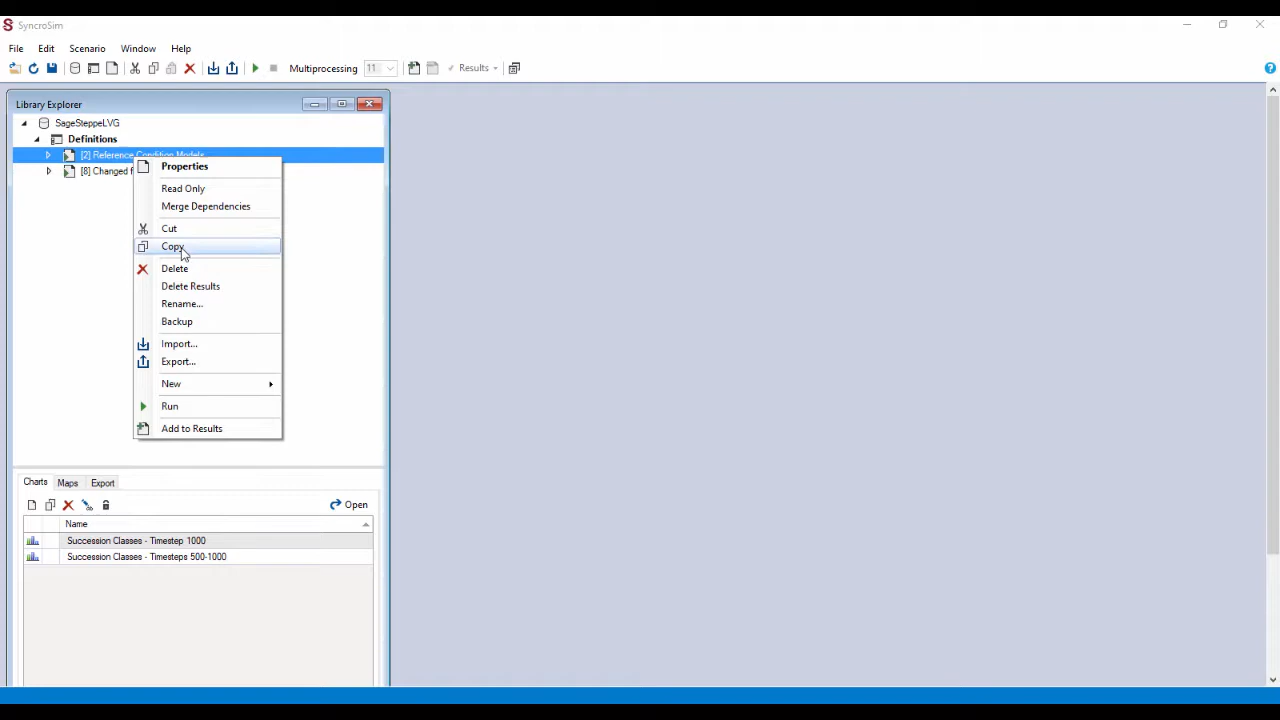 SyncroSim
File Edit Scenario Window Help
Multiprocessing 11 Results
Library Explorer
SageSteppeLVG
Definitions
[2] Reference Condition Models
[8] Changed
Properties
Read Only
Merge Dependencies
Cut
Copy
Delete
Delete Results
Rename...
Backup
Import...
Export...
New
Run
Add to Results
Charts Maps Export
Open
Name
Succession Classes - Timestep 1000
Succession Classes - Timesteps 500-1000